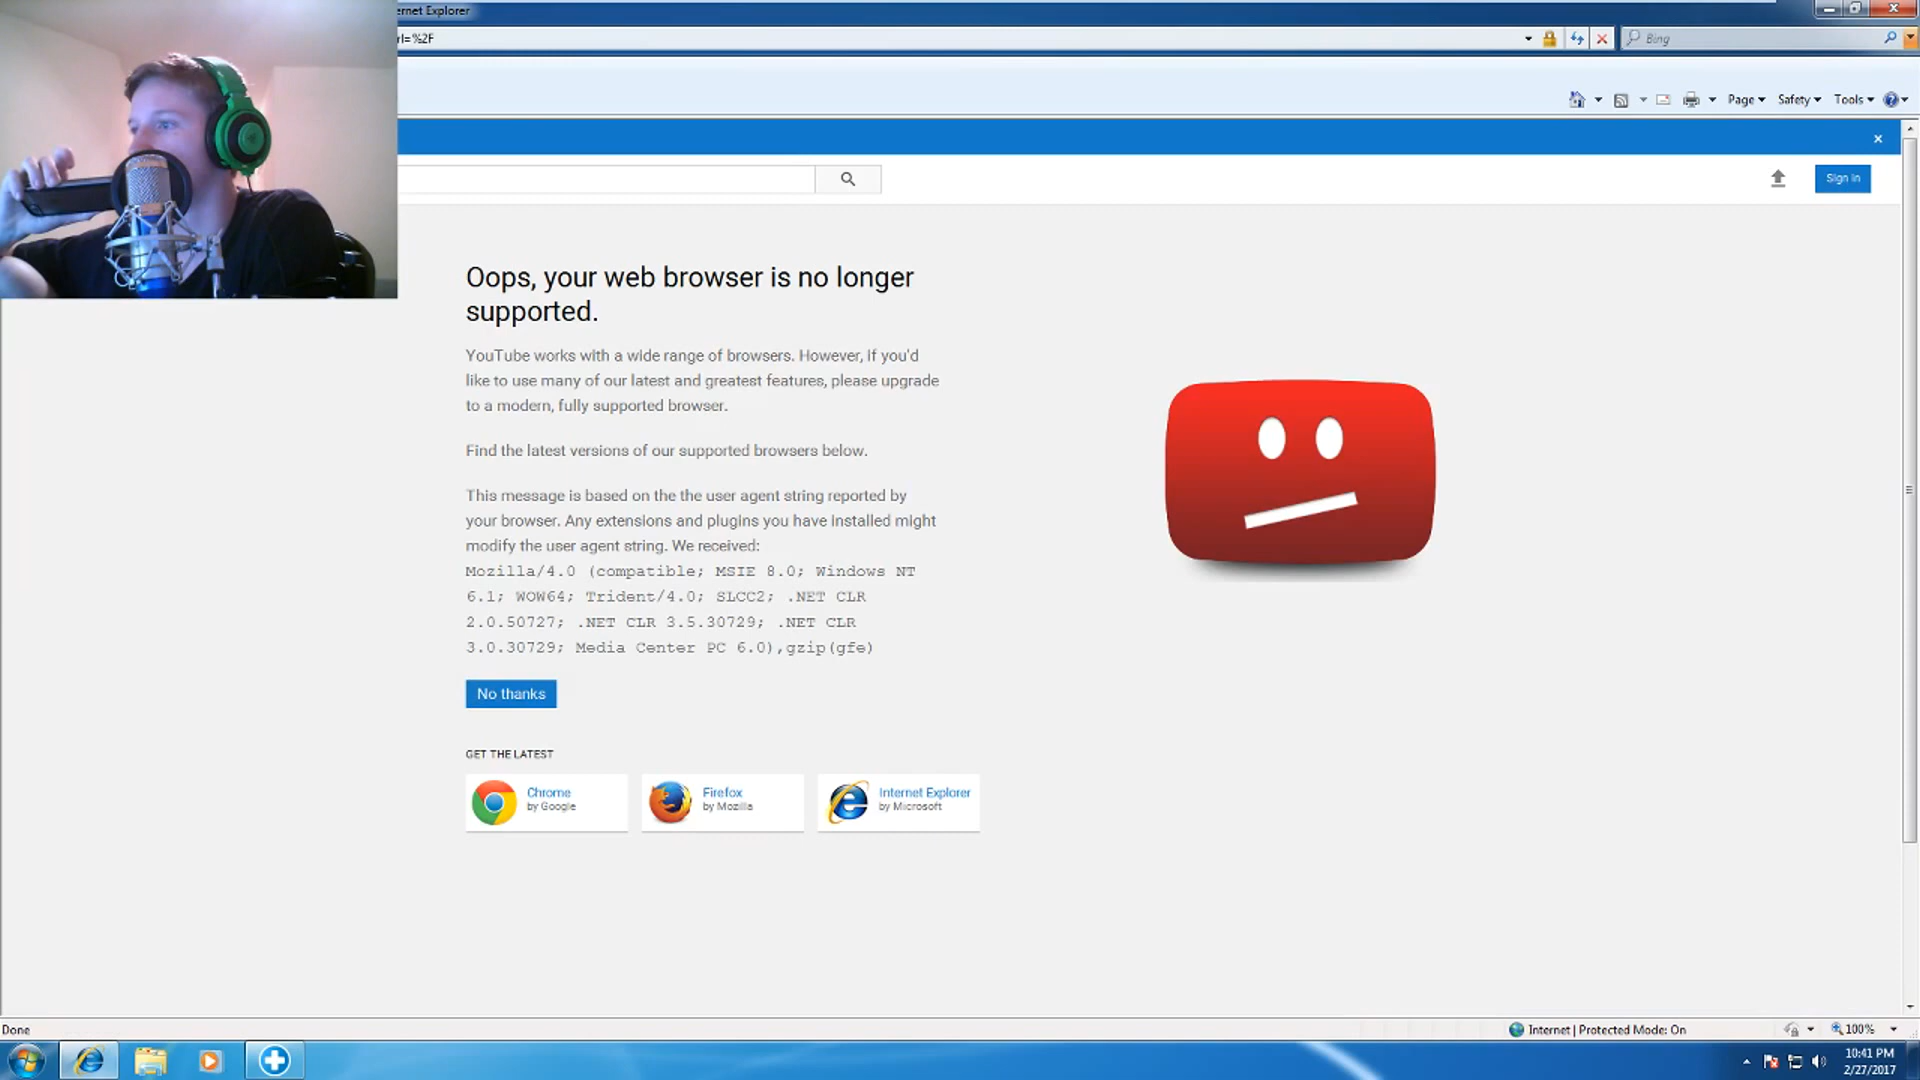 ernet Explorer
rl=%2F
Bing
Page
Safety
Tools
Sign in
Oops, your web browser is no longer
supported.
YouTube works with a wide range of browsers. However, if you'd
like to use many of our latest and greatest features, please upgrade
to a modern, fully supported browser.
Find the latest versions of our supported browsers below.
This message is based on the the user agent string reported by
your browser. Any extensions and plugins you have installed might
modify the user agent string. We received:
Mozilla/4.0 (compatible; MSIE 8.0; Windows NT
6.1; WOW64; Trident/4.0; SLCC2; .NET CLR
2.0.50727; .NET CLR 3.5.30729; .NET CLR
3.0.30729; Media Center PC 6.0),gzip(gfe)
No thanks
GET THE LATEST
Chrome
by Google
Firefox
by Mozilla
Internet Explorer
by Microsoft
Done
Internet | Protected Mode: On
100%
10:41 PM
2/27/2017